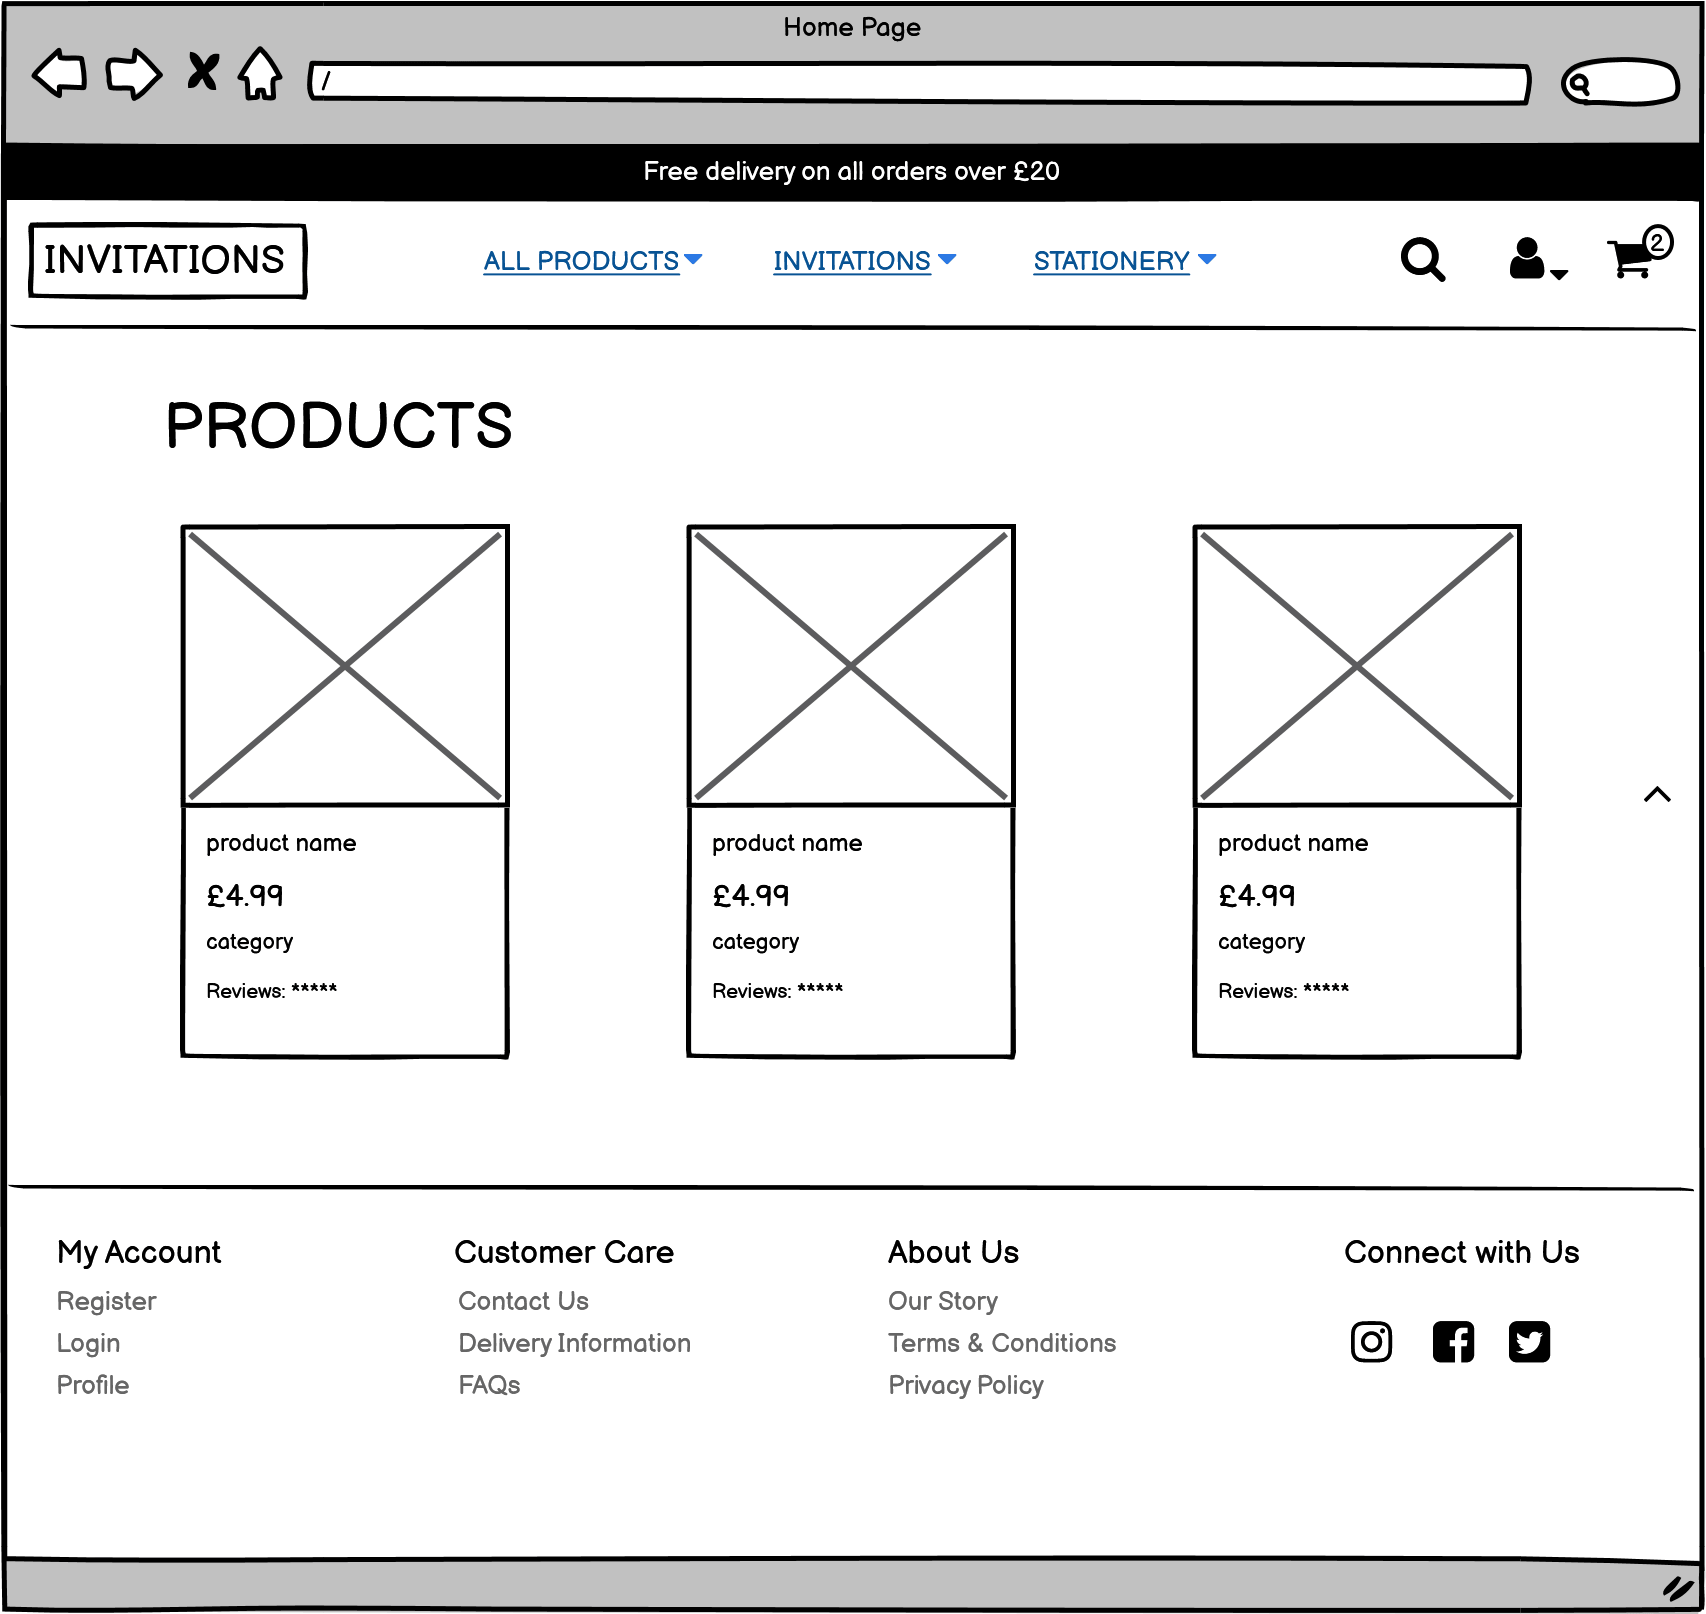 Home Page
/
Free delivery on all orders over £20
INVITATIONS
ALL PRODUCTS
INVITATIONS
STATIONERY
2
PRODUCTS
product name
£4.99
category
Reviews: *****
product name
£4.99
category
Reviews: *****
product name
£4.99
category
Reviews: *****
My Account
Register
Login
Profile
Customer Care
Contact Us
Delivery Information
FAQs
About Us
Our Story
Terms & Conditions
Privacy Policy
Connect with Us